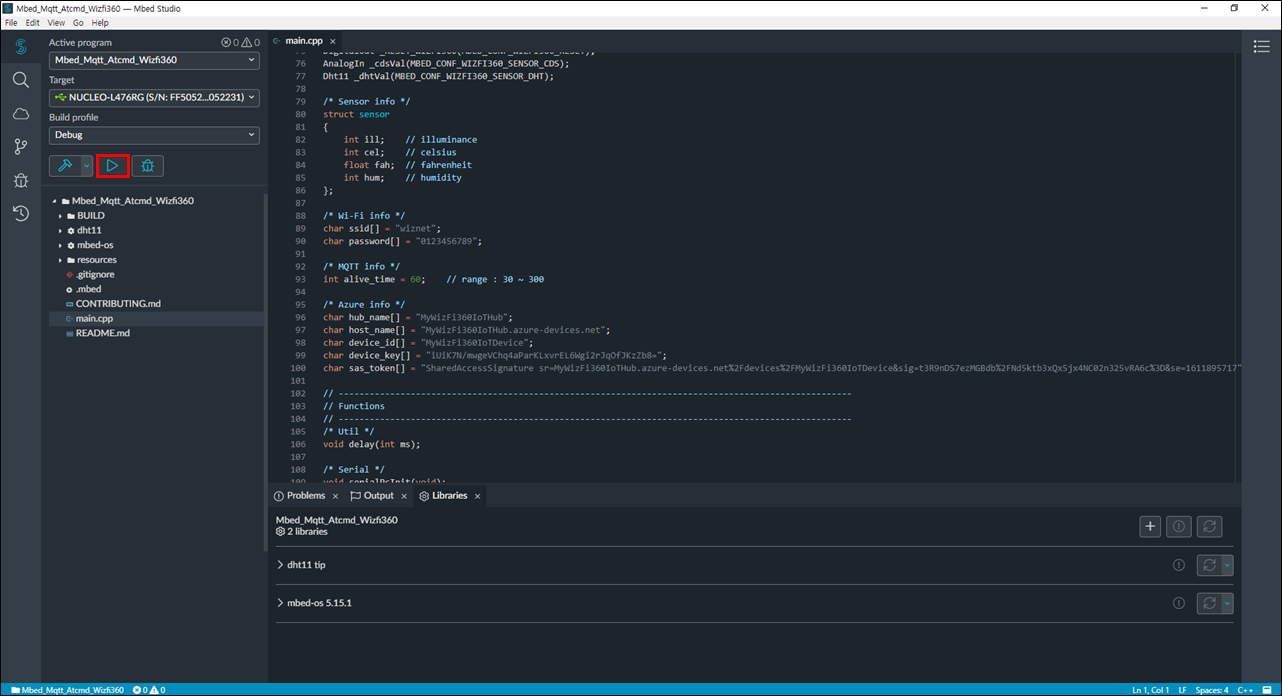 Mbed_Mqtt_Atcmd_Wizfi360 — Mbed Studio
File Edit View Go Help
Active program
0 0
Mbed_Mqtt_Atcmd_Wizfi360
Target
NUCLEO-L476RG (S/N: FF5052...052231)
Build profile
Debug
Mbed_Mqtt_Atcmd_Wizfi360
BUILD
dht11
mbed-os
resources
.gitignore
.mbed
CONTRIBUTING.md
main.cpp
README.md
main.cpp ×
75 DigitalOut _RESET_WIZFI360(MBED_CONF_WIZFI360_RESET);
76 AnalogIn _cdsVal(MBED_CONF_WIZFI360_SENSOR_CDS);
77 Dht11 _dhtVal(MBED_CONF_WIZFI360_SENSOR_DHT);
78
79 /* Sensor info */
80 struct sensor
81 {
82 int ill; // illuminance
83 int cel; // celsius
84 float fah; // fahrenheit
85 int hum; // humidity
86 };
87
88 /* Wi-Fi info */
89 char ssid[] = "wiznet";
90 char password[] = "0123456789";
91
92 /* MQTT info */
93 int alive_time = 60; // range : 30 ~ 300
94
95 /* Azure info */
96 char hub_name[] = "MyWizFi360IoTHub";
97 char host_name[] = "MyWizFi360IoTHub.azure-devices.net";
98 char device_id[] = "MyWizFi360IoTDevice";
99 char device_key[] = "iUiK7N/mwgeVChq4aParKLxvrEL6Wgi2rJqOfJKzZb8=";
100 char sas_token[] = "SharedAccessSignature sr=MyWizFi360IoTHub.azure-devices.net%2Fdevices%2FMyWizFi360IoTDevice&sig=t3R9nDS7ezMGBdb%2FNdSktb3xQxSjx4NC02n325vRA6c%3D&se=1611895717"
101
102 // ---------------------------------------------------------------------------------------------------
103 // Functions
104 // ---------------------------------------------------------------------------------------------------
105 /* Util */
106 void delay(int ms);
107
108 /* Serial */
109 void serialPcInit(void);
Problems × Output × Libraries ×
Mbed_Mqtt_Atcmd_Wizfi360
2 libraries
dht11 tip
mbed-os 5.15.1
Mbed_Mqtt_Atcmd_Wizfi360 0 0 Ln 1, Col 1 LF Spaces: 4 C++